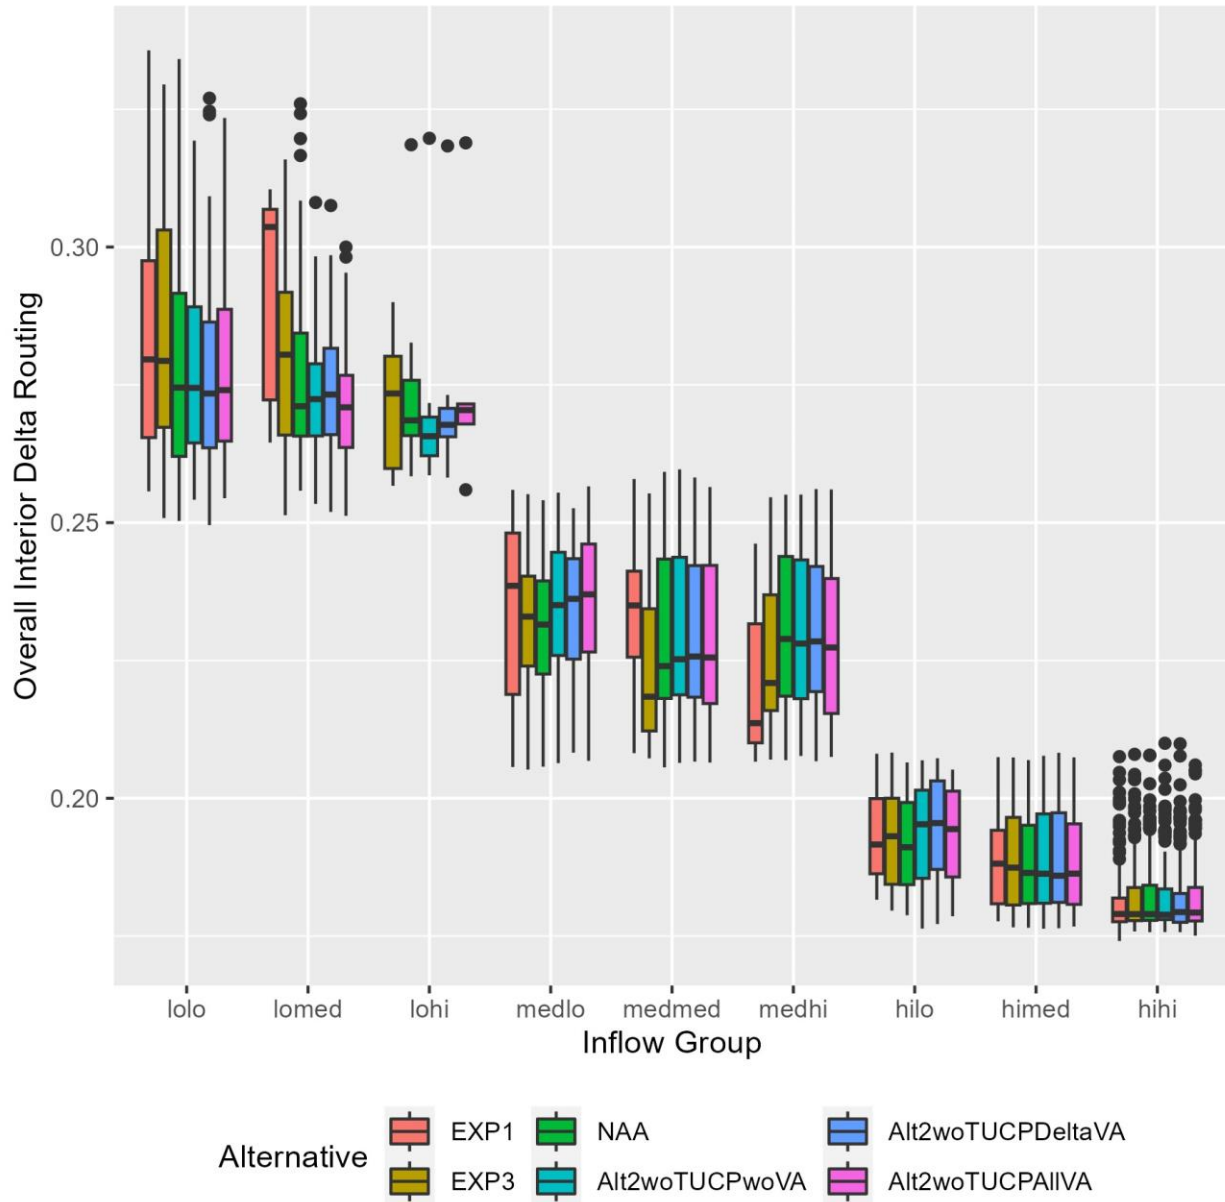 Overall Interior Delta Routing
0.30
0.25
0.20
lolo lomed lohi medlo medmed medhi hilo himed hihi
Inflow Group
Alternative
EXP1 NAA Alt2woTUCPDeltaVA
EXP3 Alt2woTUCPwoVA Alt2woTUCPAllVA